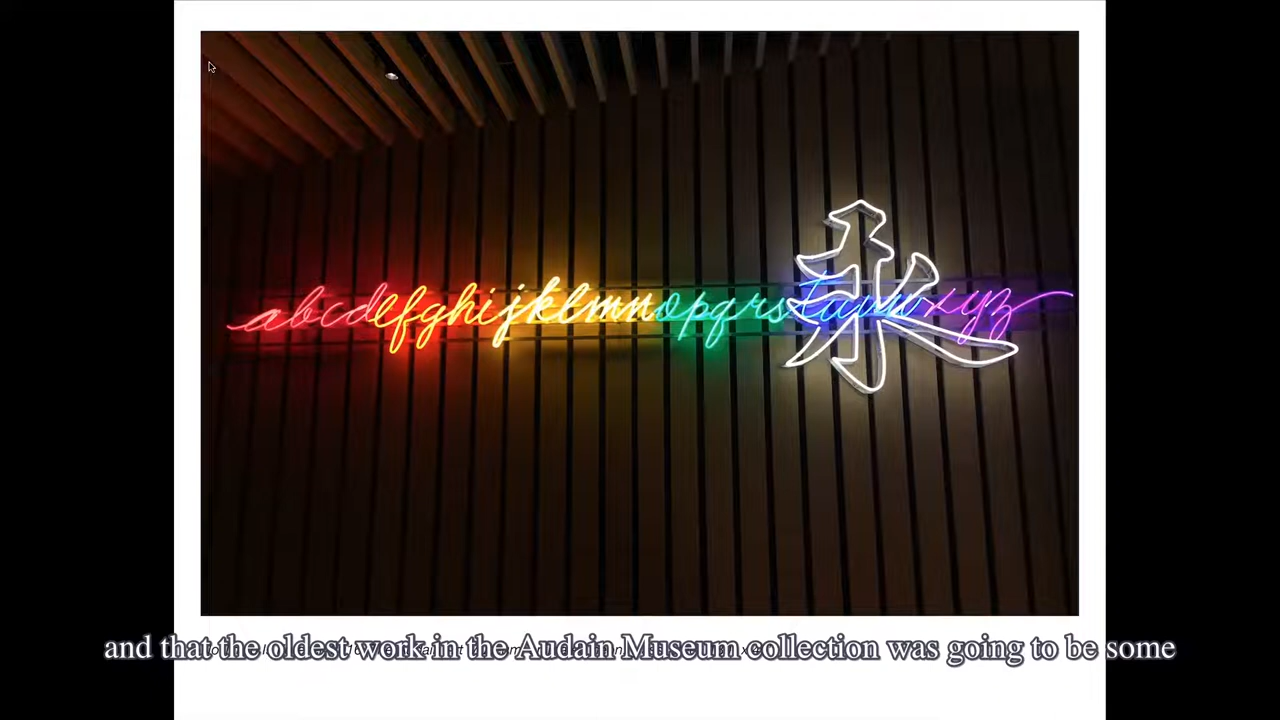 abcdefghijklmnopqrstuvwxyz
永
and that the oldest work in the Audain Museum collection was going to be some